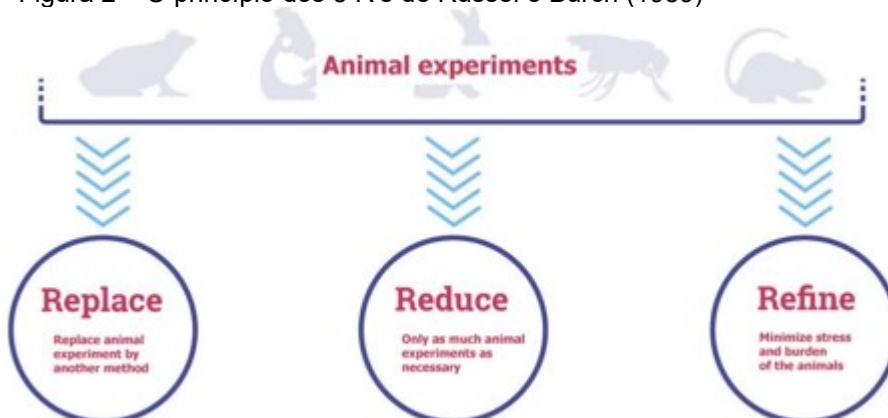 Figura 2 – O princípio dos 3 R's de Russel e Burch (1959)
Animal experiments
Replace
Replace animal
experiment by
another method
Reduce
Only as much animal
experiments as
necessary
Refine
Minimize stress
and burden
of the animals